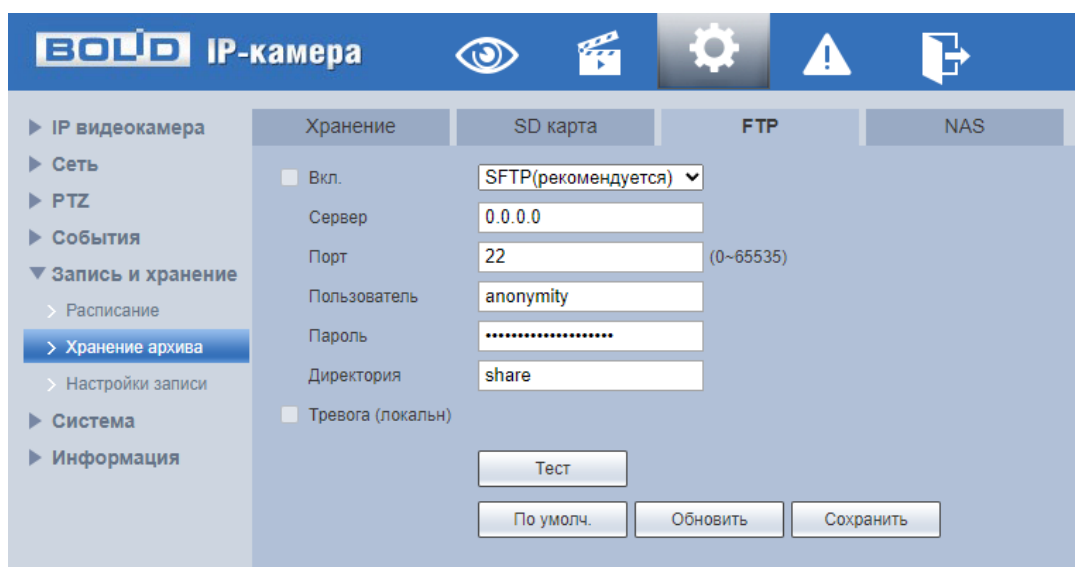 BOLID IP-камера
IP видеокамера
Сеть
PTZ
События
Запись и хранение
Расписание
Хранение архива
Настройки записи
Система
Информация
Хранение SD карта FTP NAS
Вкл. SFTP(рекомендуется)
Сервер 0.0.0.0
Порт 22 (0~65535)
Пользователь anonymity
Пароль ••••••••••••••••••••
Директория share
Тревога (локальн)
Тест
По умолч. Обновить Сохранить